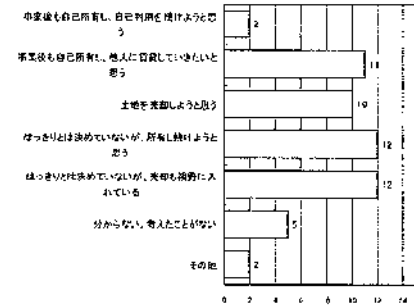 事業後も自己所有し、自己利用を続けようと思
う
2
事業後も自己所有し、他人に賃貸していきたいと
思う
11
土地を売却しようと思う
10
はっきりとは決めていないが、所有し続けようと
思う
12
はっきりとは決めていないが、売却も視野に入
れている
12
分からない、考えたことがない
5
その他
2
0 2 4 6 8 10 12 14